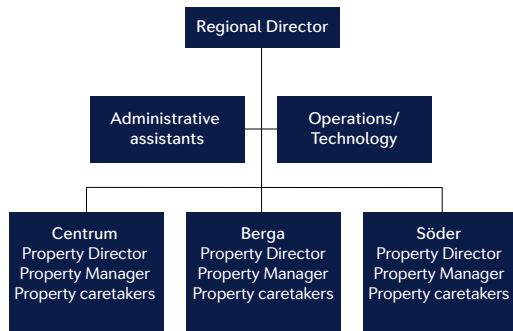 Regional Director
Administrative
assistants
Operations/
Technology
Centrum
Property Director
Property Manager
Property caretakers
Berga
Property Director
Property Manager
Property caretakers
Söder
Property Director
Property Manager
Property caretakers